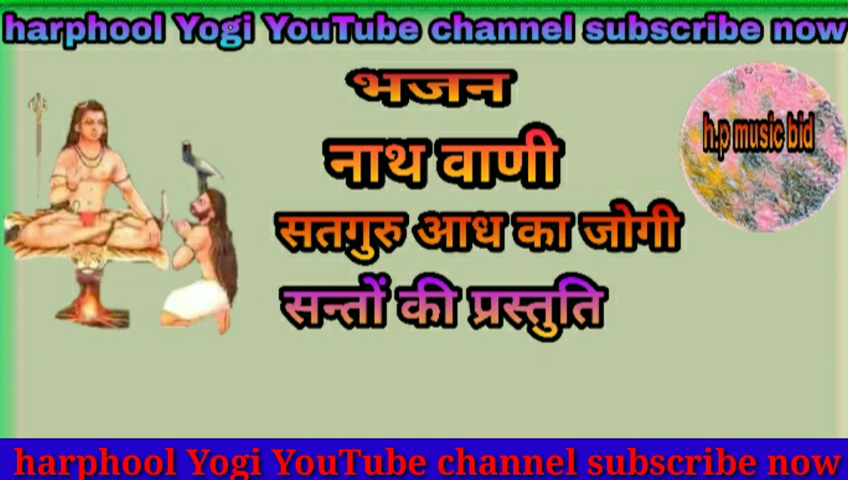 harphool Yogi YouTube channel subscribe now
भजन
h.p music bid
नाथ वाणी
सतगुरु आध का जोगी
सन्तों की प्रस्तुति
harphool Yogi YouTube channel subscribe now